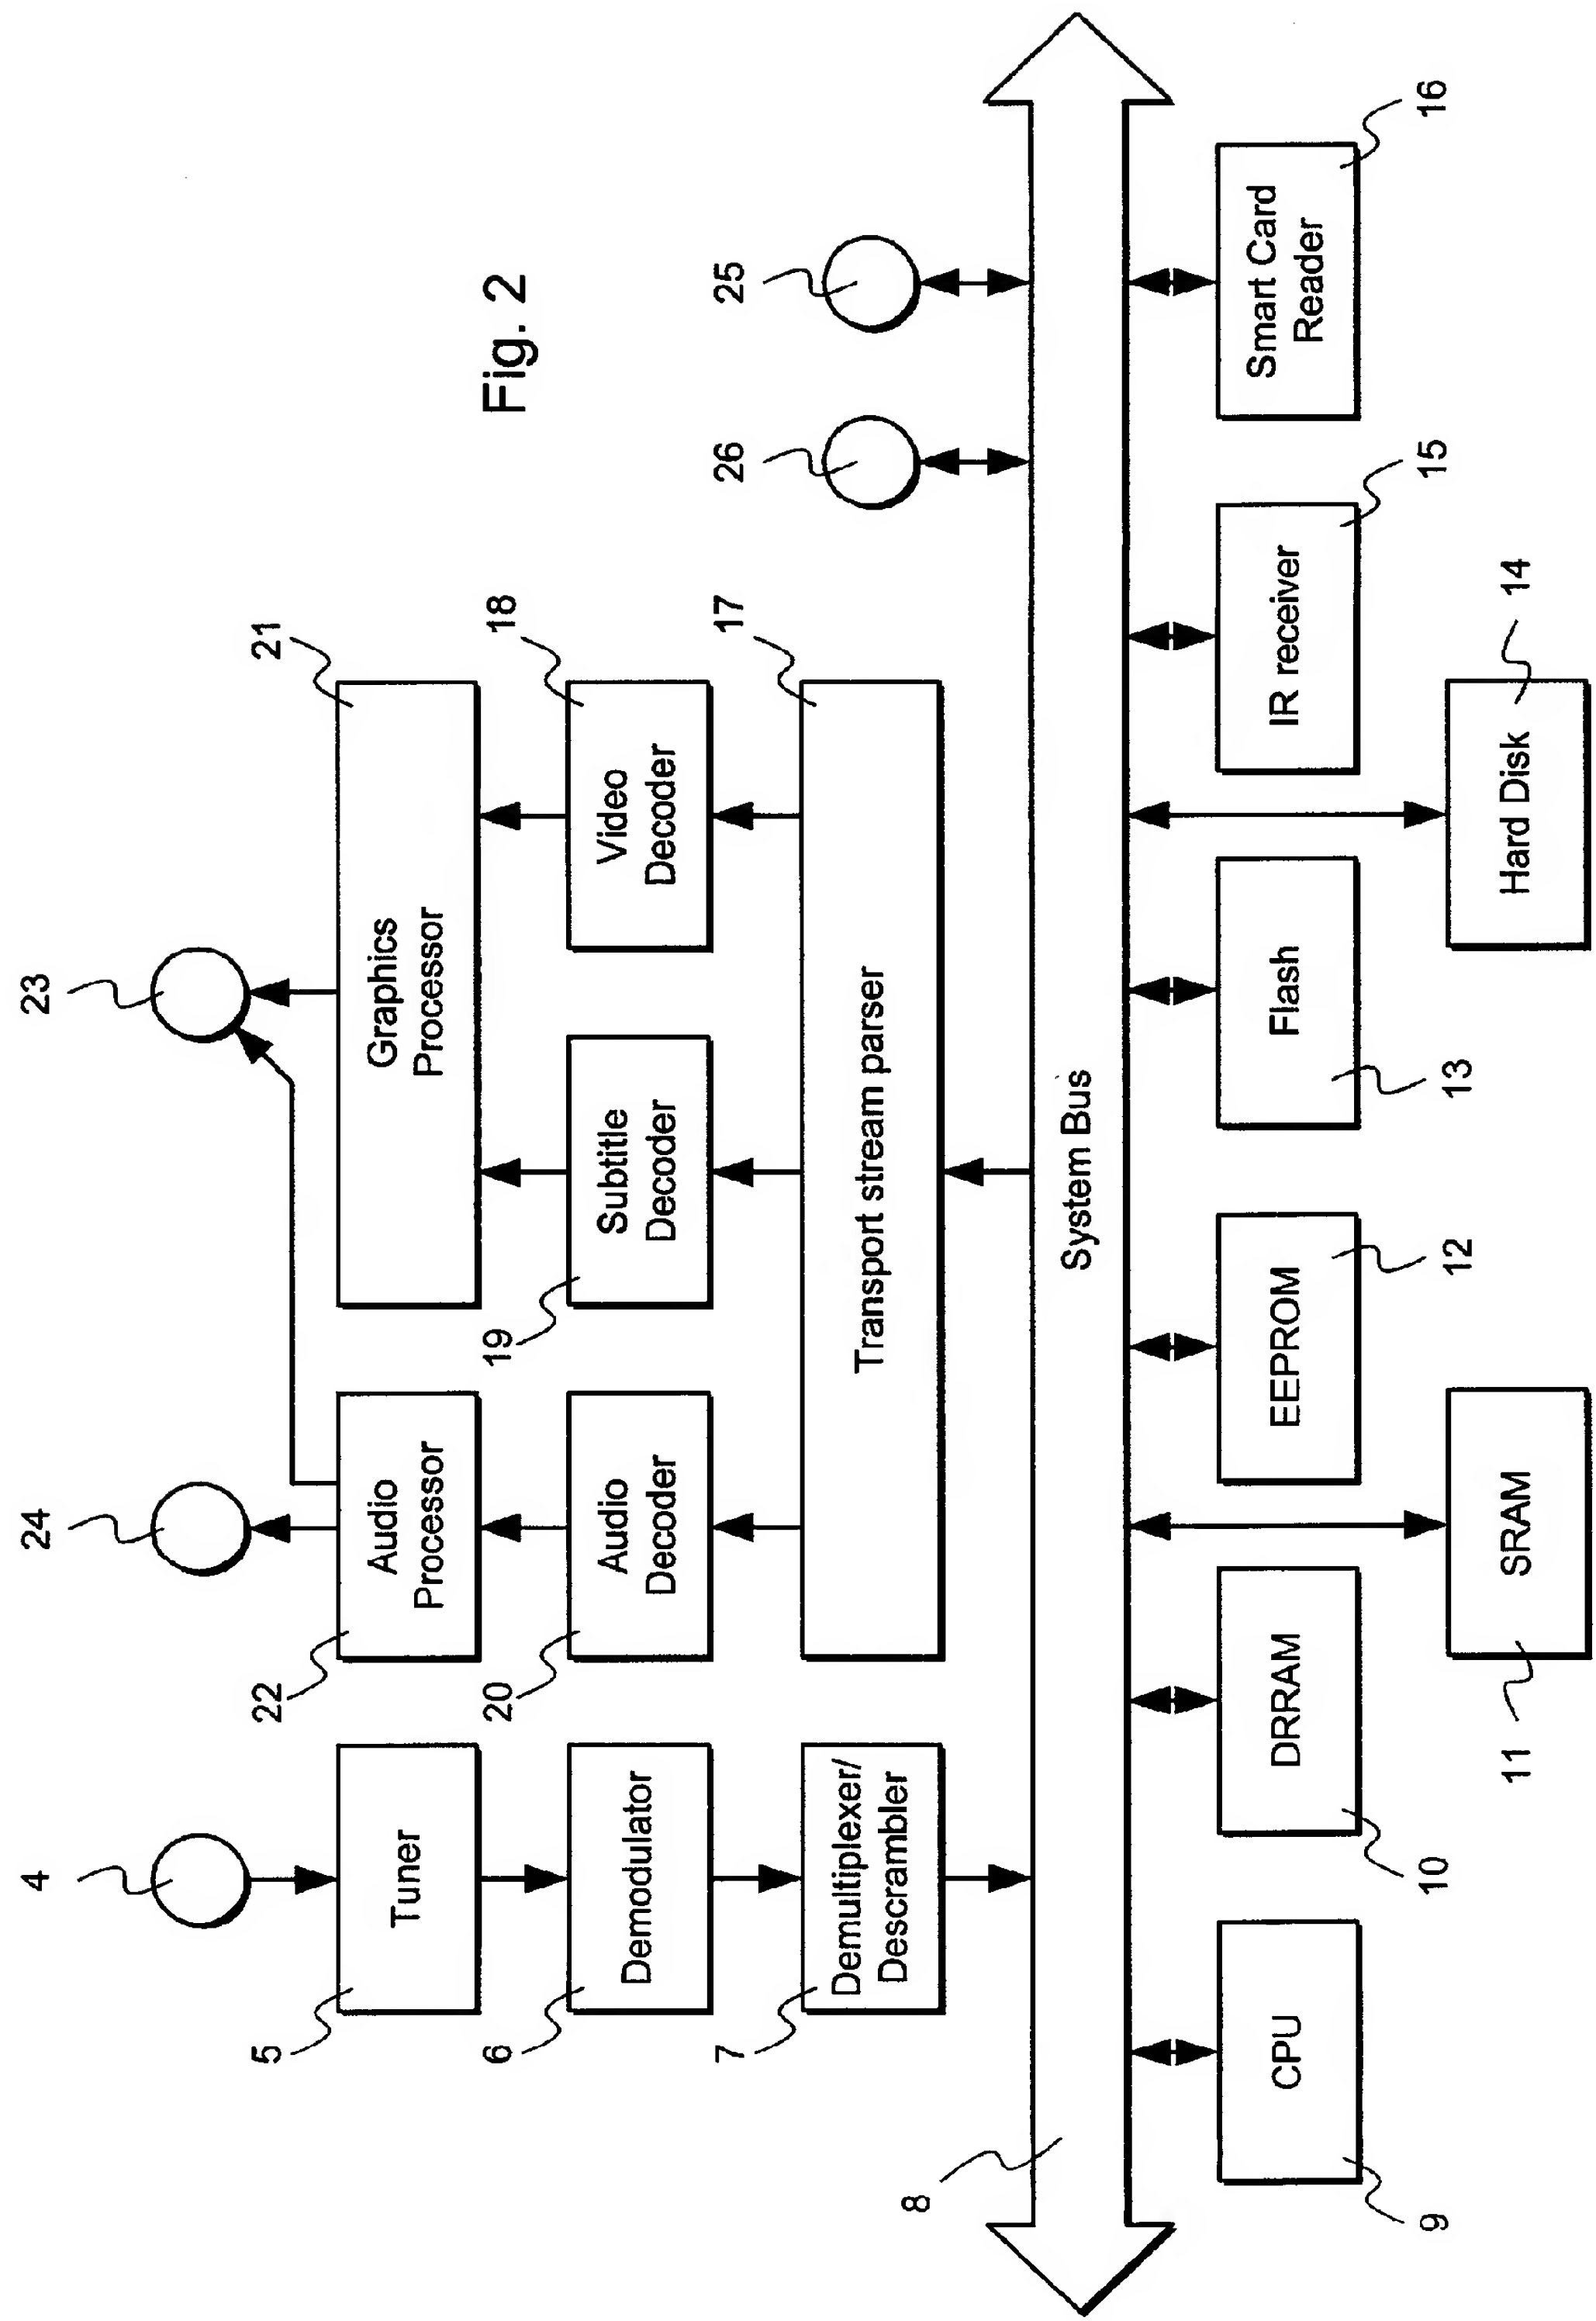 Fig. 2
4
24
23
Tuner
5
Audio
Processor
22
Graphics
Processor
21
Demodulator
6
Audio
Decoder
20
Subtitle
Decoder
19
Video
Decoder
18
Demultiplexer/
Descrambler
7
Transport stream parser
17
26
25
8
System Bus
CPU
9
DRRAM
10
SRAM
11
EEPROM
12
Flash
13
Hard Disk
14
IR receiver
15
Smart Card
Reader
16